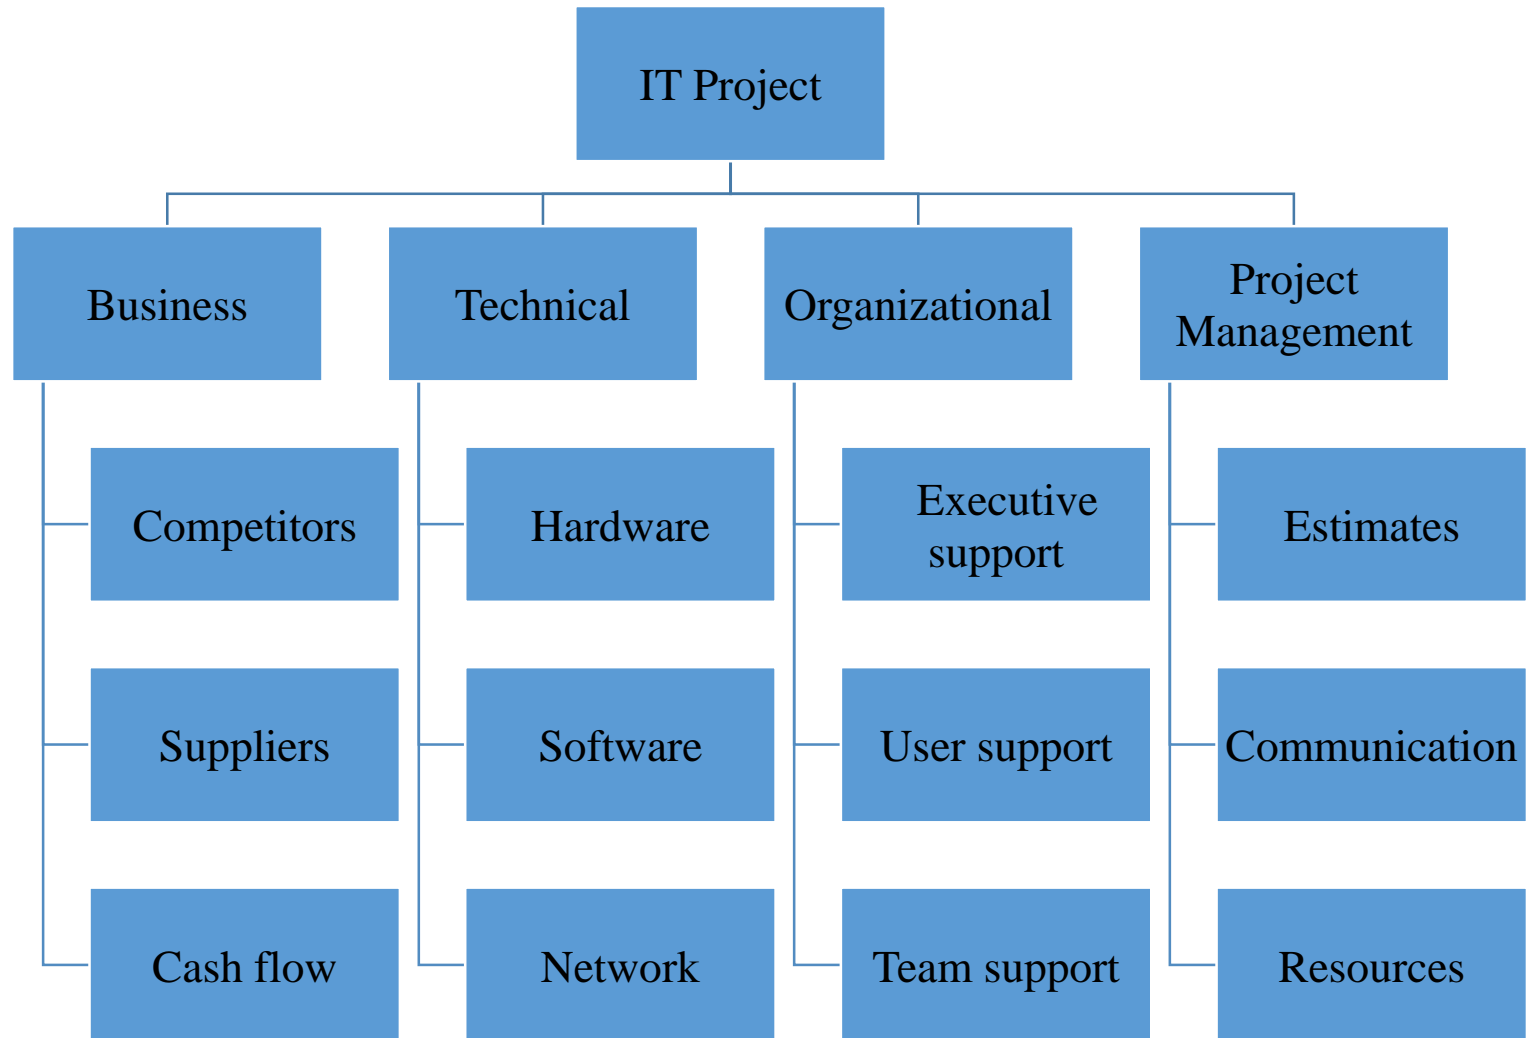 IT Project
Business
Technical
Organizational
Project
Management
Competitors
Hardware
Executive
support
Estimates
Suppliers
Software
User support
Communication
Cash flow
Network
Team support
Resources